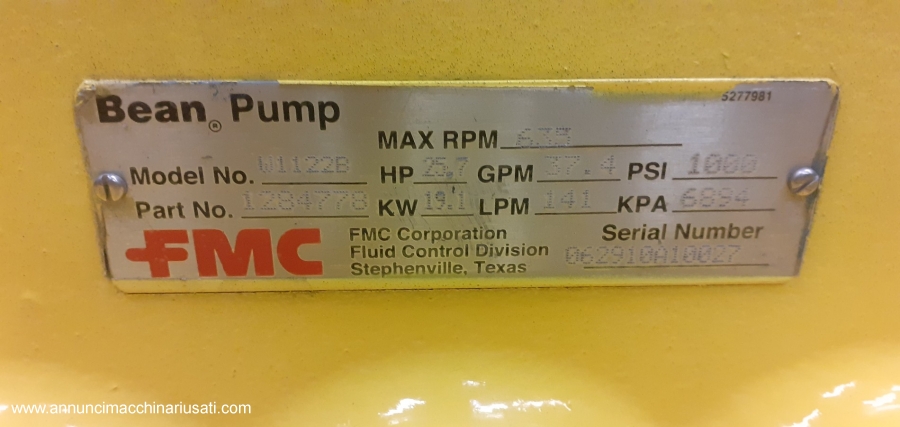 5277981
Bean® Pump
MAX RPM 633
Model No. W1122B HP 25.7 GPM 37.4 PSI 1000
Part No. 1284778 KW 19.1 LPM 141 KPA 6894
FMC
FMC Corporation
Fluid Control Division
Stephenville, Texas
Serial Number
062910A10027
www.annuncimacchinariusati.com